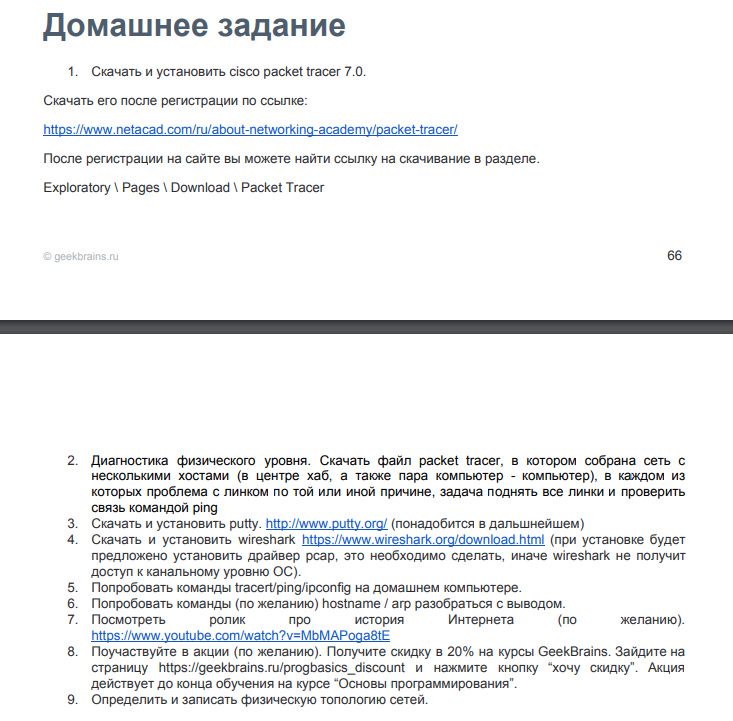 Домашнее задание
1. Скачать и установить cisco packet tracer 7.0.
Скачать его после регистрации по ссылке:
https://www.netacad.com/ru/about-networking-academy/packet-tracer/
После регистрации на сайте вы можете найти ссылку на скачивание в разделе.
Exploratory \ Pages \ Download \ Packet Tracer
© geekbrains.ru 66
2. Диагностика физического уровня. Скачать файл packet tracer, в котором собрана сеть с
несколькими хостами (в центре хаб, а также пара компьютер - компьютер), в каждом из
которых проблема с линком по той или иной причине, задача поднять все линки и проверить
связь командой ping
3. Скачать и установить putty. http://www.putty.org/ (понадобится в дальнейшем)
4. Скачать и установить wireshark https://www.wireshark.org/download.html (при установке будет
предложено установить драйвер pcap, это необходимо сделать, иначе wireshark не получит
доступ к канальному уровню ОС).
5. Попробовать команды tracert/ping/ipconfig на домашнем компьютере.
6. Попробовать команды (по желанию) hostname / arp разобраться с выводом.
7. Посмотреть ролик про история Интернета (по желанию).
https://www.youtube.com/watch?v=MbMAPoga8tE
8. Поучаствуйте в акции (по желанию). Получите скидку в 20% на курсы GeekBrains. Зайдите на
страницу https://geekbrains.ru/progbasics_discount и нажмите кнопку “хочу скидку”. Акция
действует до конца обучения на курсе “Основы программирования”.
9. Определить и записать физическую топологию сетей.